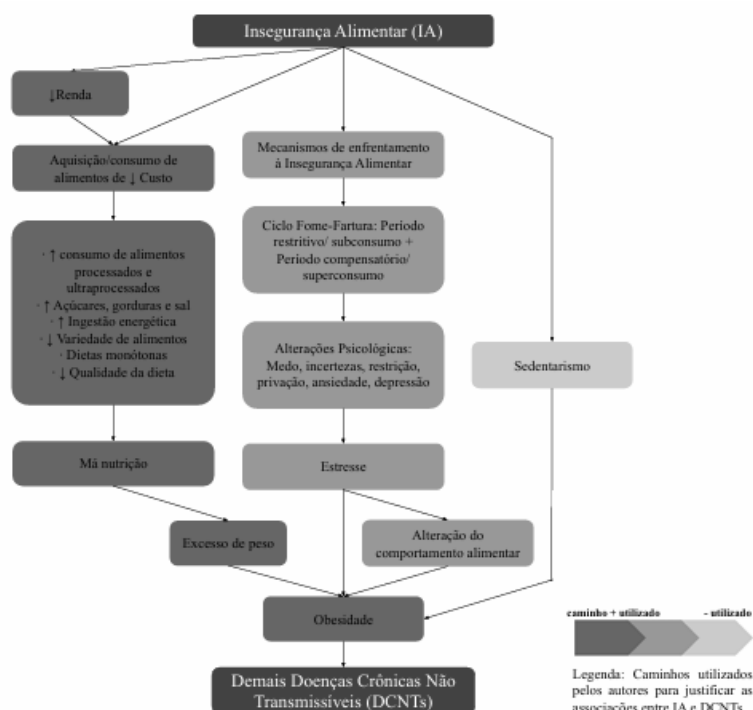 Insegurança Alimentar (IA)
↓Renda
Aquisição/consumo de
alimentos de ↓ Custo
· ↑ consumo de alimentos
processados e
ultraprocessados
· ↑ Açúcares, gorduras e sal
· ↑ Ingestão energética
· ↓ Variedade de alimentos
· Dietas monótonas
· ↓ Qualidade da dieta
Má nutrição
Excesso de peso
Mecanismos de enfrentamento
à Insegurança Alimentar
Ciclo Fome-Fartura: Período
restritivo/ subconsumo +
Período compensatório/
superconsumo
Alterações Psicológicas:
Medo, incertezas, restrição,
privação, ansiedade, depressão
Estresse
Alteração do
comportamento alimentar
Sedentarismo
Obesidade
Demais Doenças Crônicas Não
Transmissíveis (DCNTs)
caminho + utilizado
- utilizado
Legenda: Caminhos utilizados
pelos autores para justificar as
associações entre IA e DCNTs